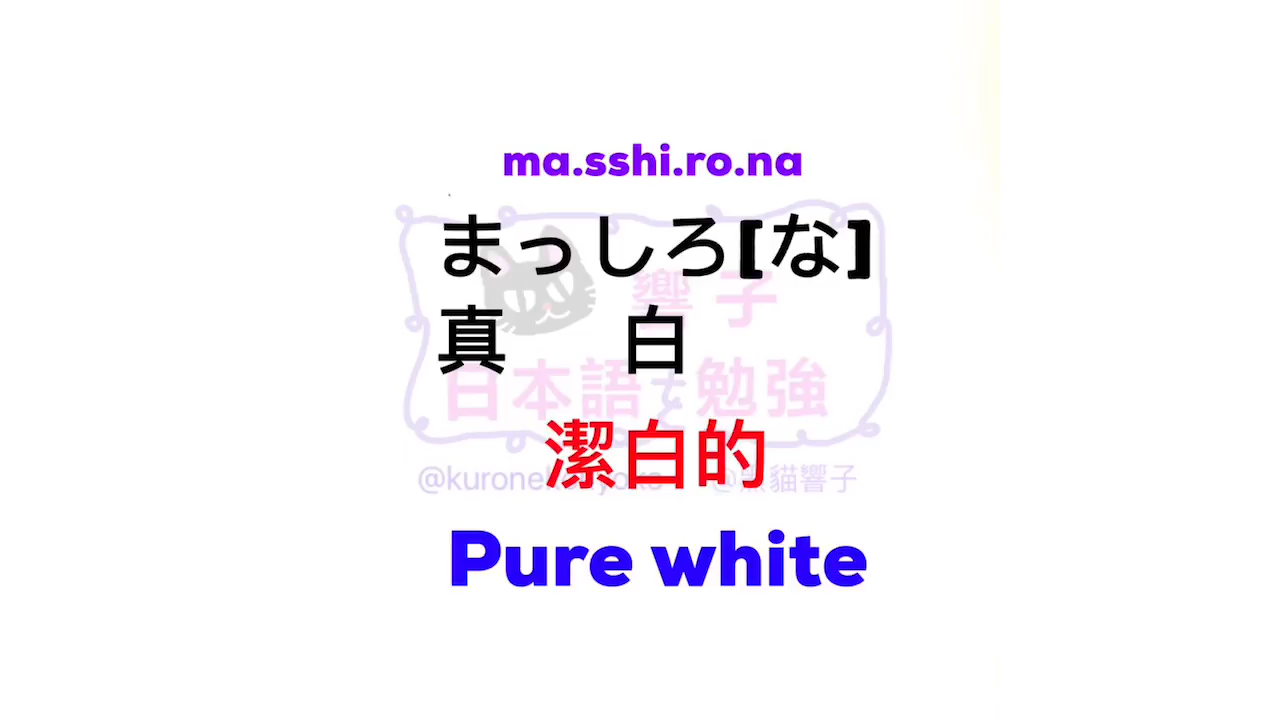 ma.sshi.ro.na
まっしろ[な]
真 白
潔白的
Pure white
響子
日本語を勉強